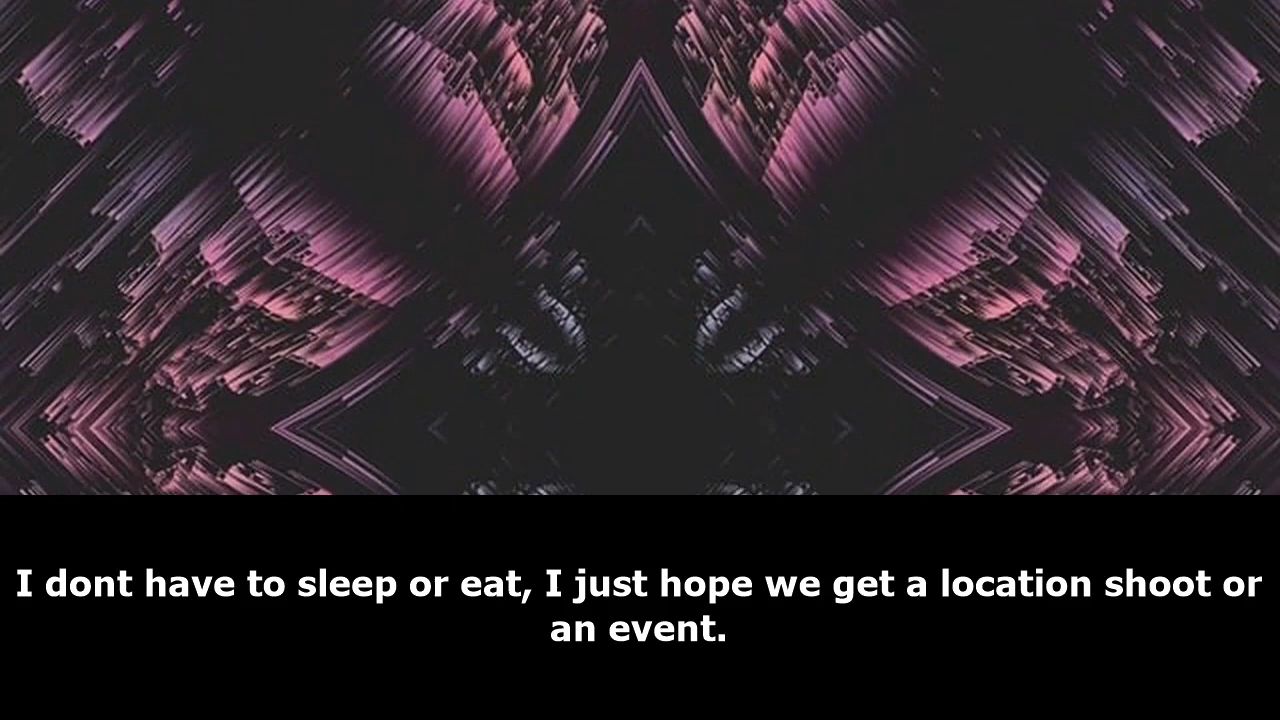 I dont have to sleep or eat, I just hope we get a location shoot or
an event.